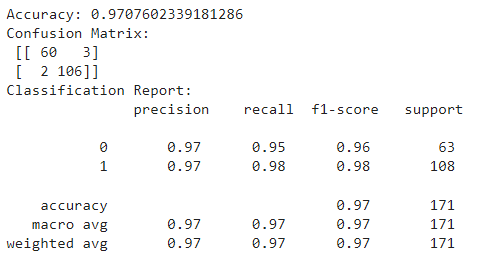 Accuracy: 0.9707602339181286
Confusion Matrix:
[[ 60   3]
[  2 106]]
Classification Report:
precision    recall  f1-score   support
0       0.97      0.95      0.96        63
1       0.97      0.98      0.98       108
accuracy                           0.97       171
macro avg       0.97      0.97      0.97       171
weighted avg       0.97      0.97      0.97       171